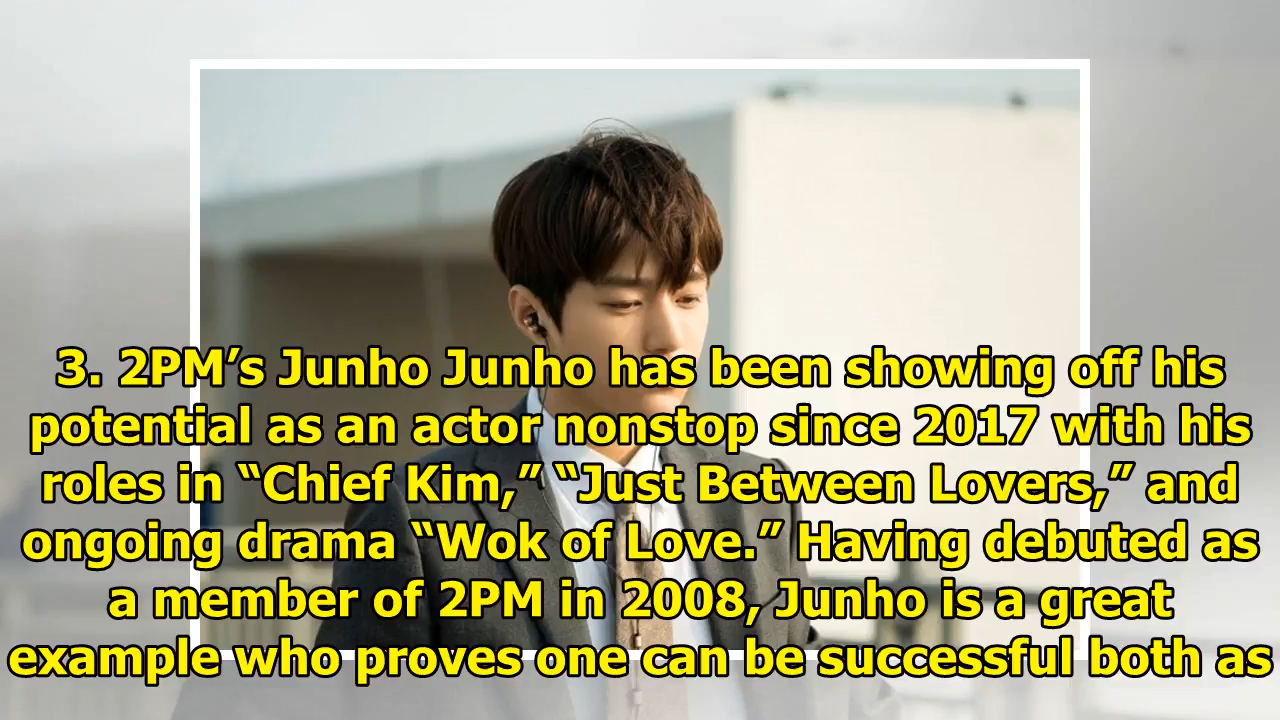 3. 2PM’s Junho Junho has been showing off his
potential as an actor nonstop since 2017 with his
roles in “Chief Kim,” “Just Between Lovers,” and
ongoing drama “Wok of Love.” Having debuted as
a member of 2PM in 2008, Junho is a great
example who proves one can be successful both as